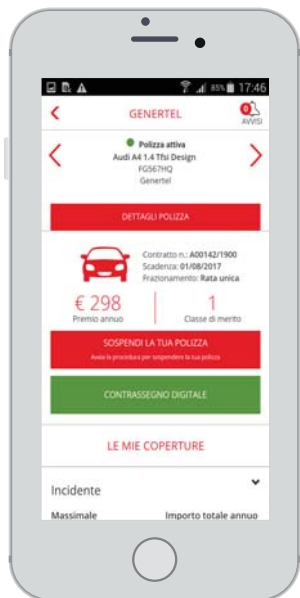 85% 17:46
GENERTEL
0
AVVISI
Polizza attiva
Audi A4 1.4 Tfsi Design
FG567HQ
Genertel
DETTAGLI POLIZZA
Contratto n.: A00142/1900
Scadenza: 01/08/2017
Frazionamento: Rata unica
€ 298 1
Premio annuo Classe di merito
SOSPENDI LA TUA POLIZZA
Avvia la procedura per sospendere la tua polizza
CONTRASSEGNO DIGITALE
LE MIE COPERTURE
Incidente
Massimale Importo totale annuo